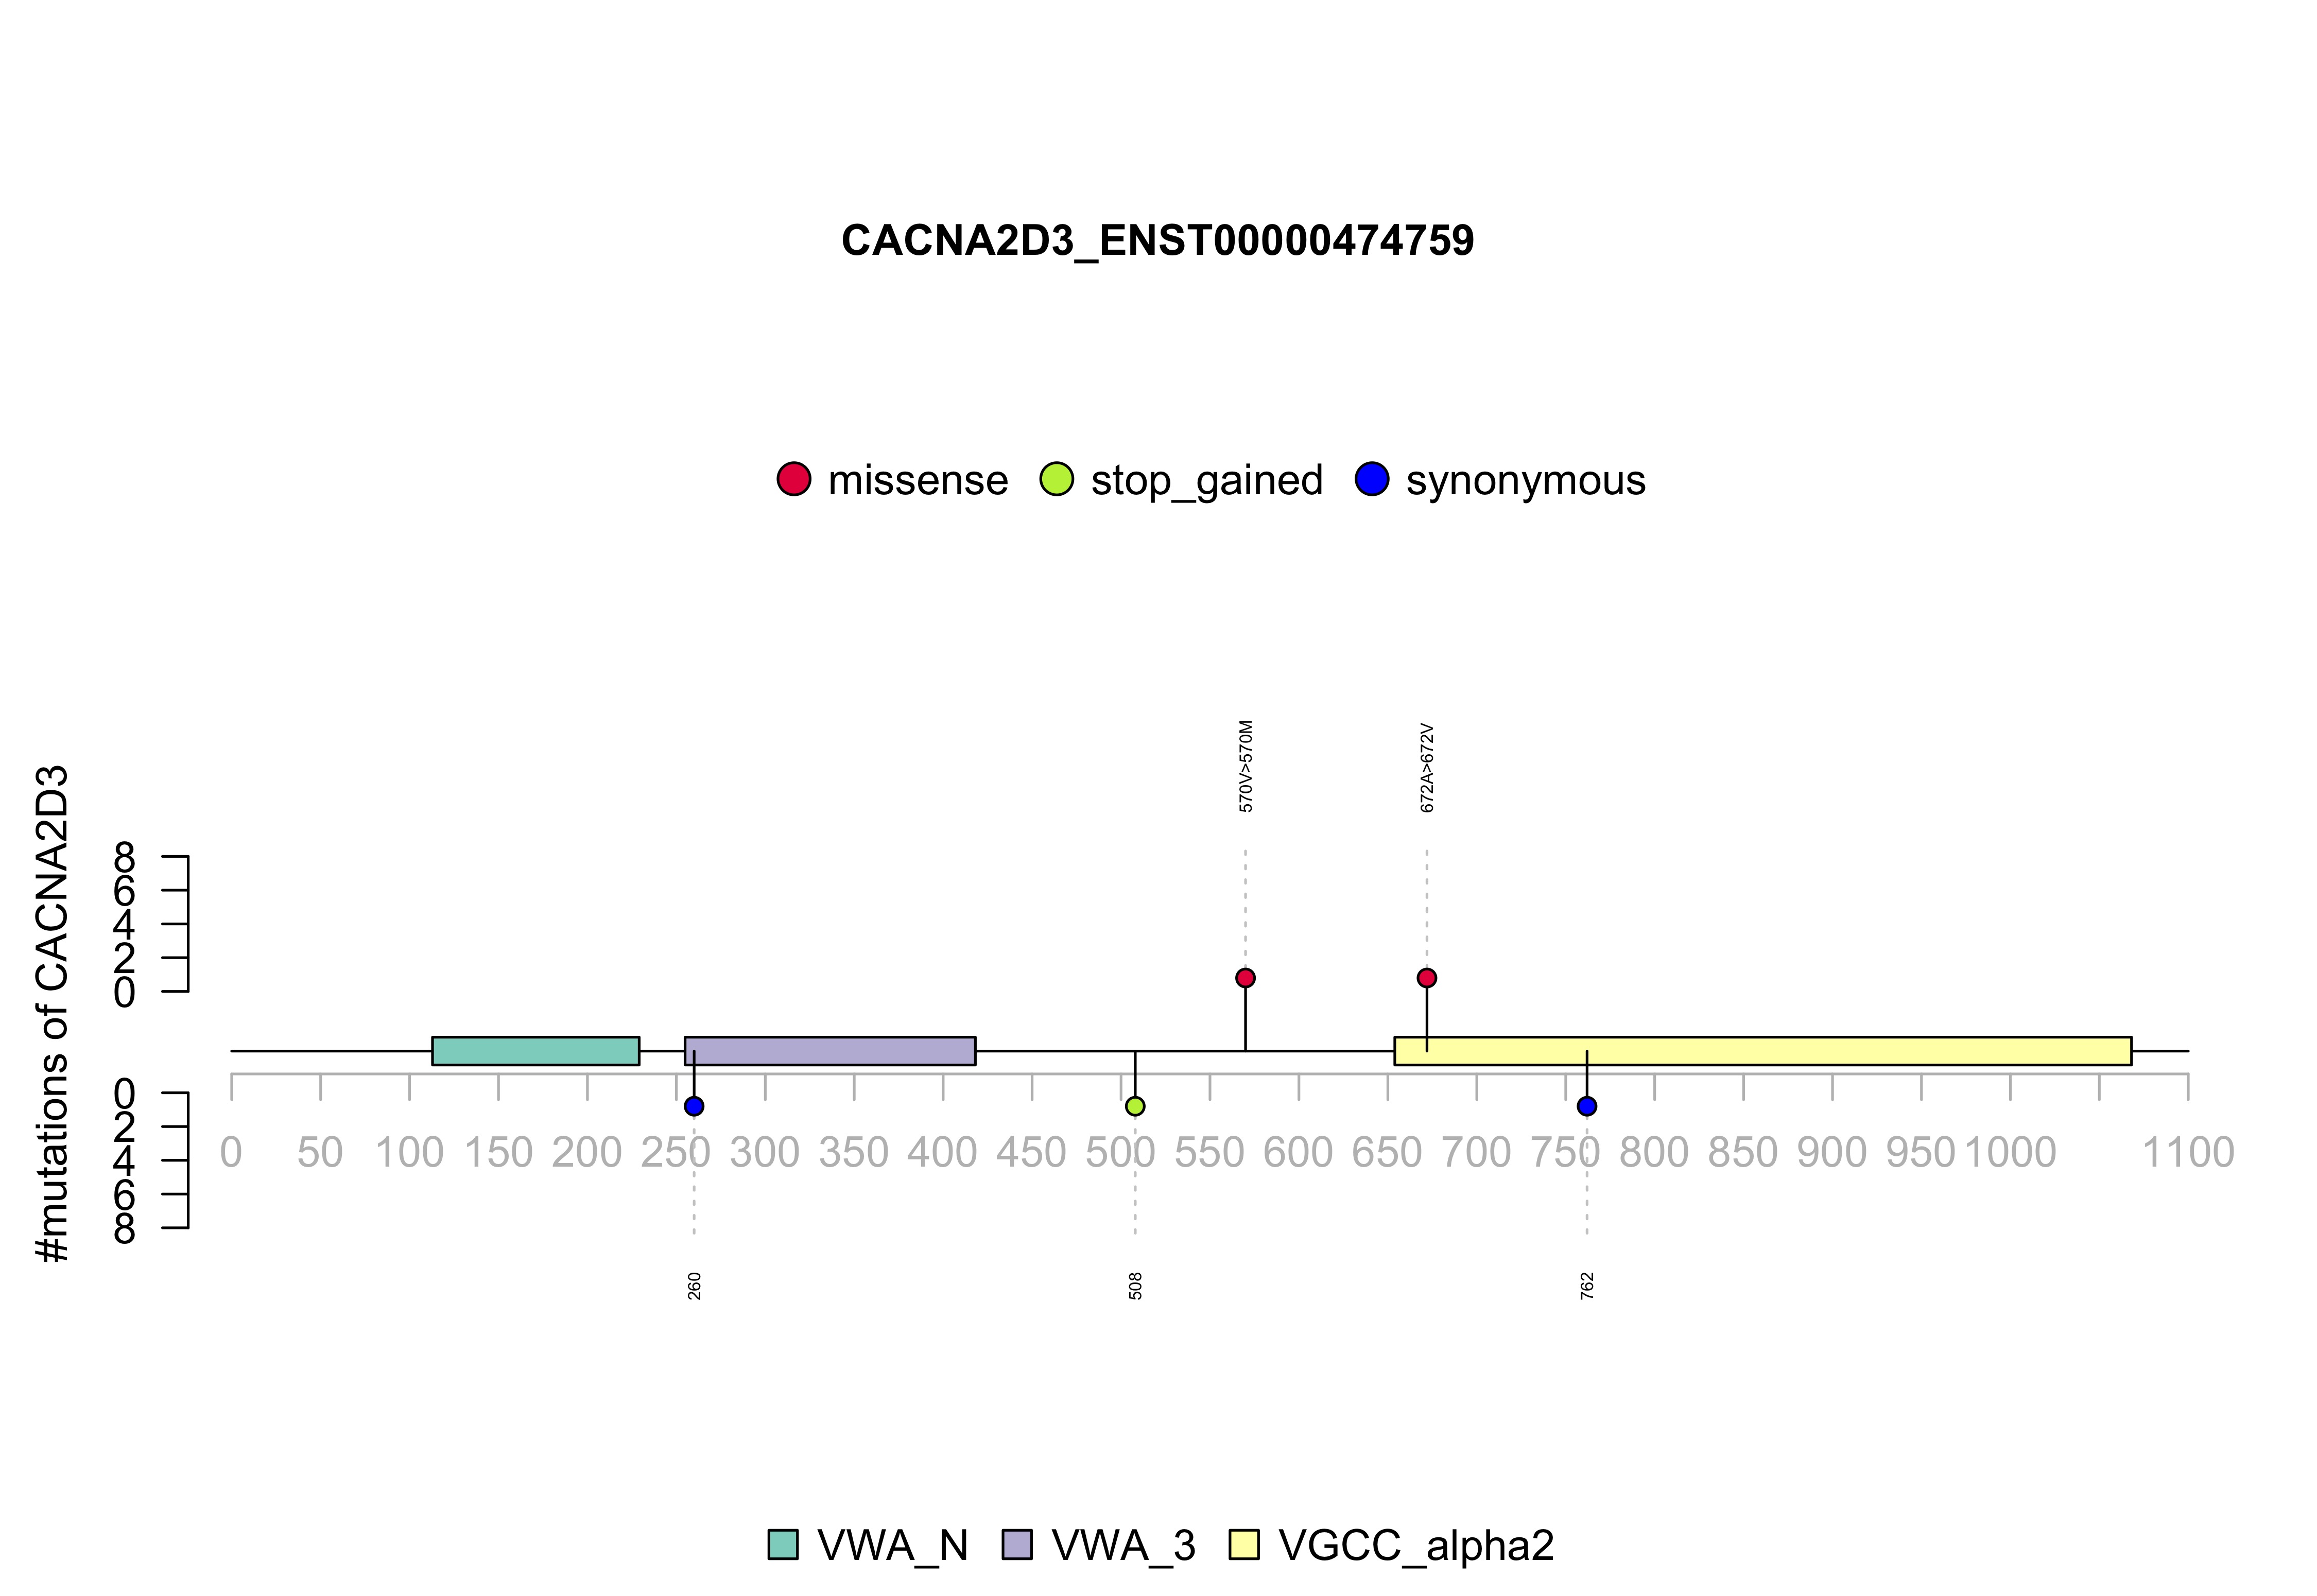 CACNA2D3_ENST00000474759
missense stop_gained synonymous
570V>570M 672A>672V
#mutations of CACNA2D3
8
6
4
2
0
0
2
4
6
8
0 50 100 150 200 250 300 350 400 450 500 550 600 650 700 750 800 850 900 950 1000 1100
260 508 762
VWA_N VWA_3 VGCC_alpha2